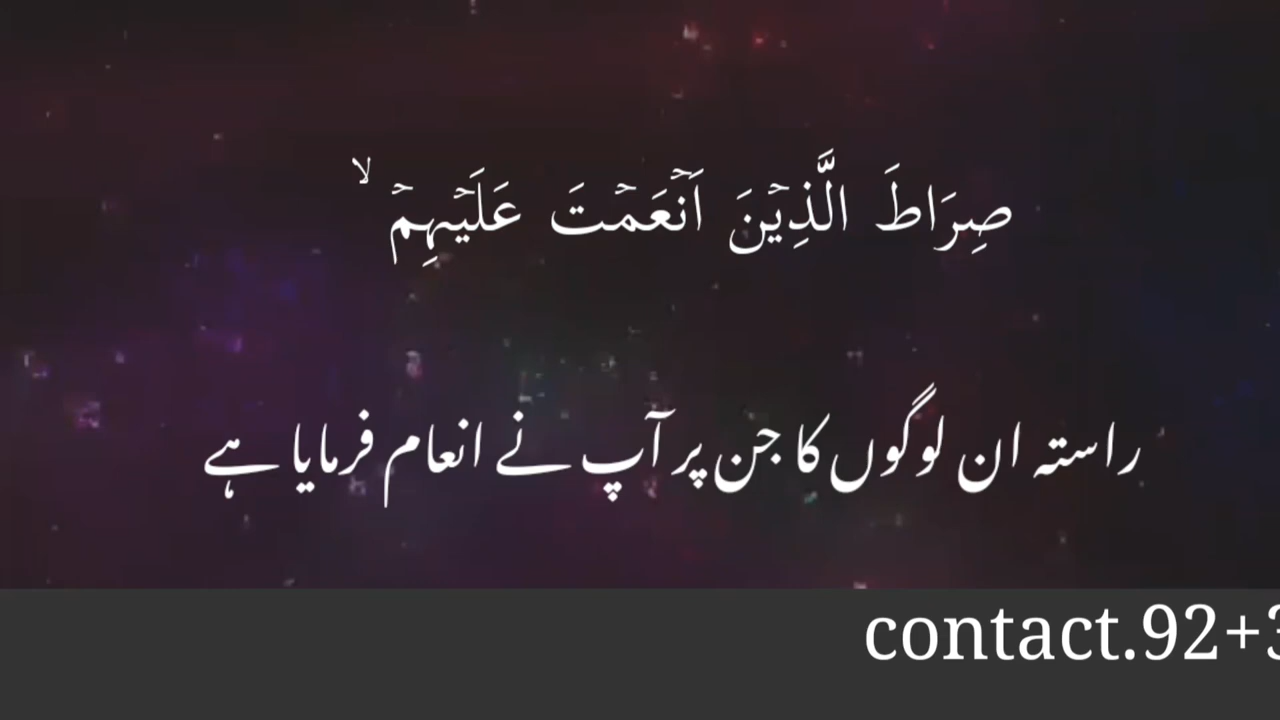 صِرَاطَ الَّذِیۡنَ اَنۡعَمۡتَ عَلَیۡہِمۡ ۙ
راستہ ان لوگوں کا جن پر آپ نے انعام فرمایا ہے
contact.92+3